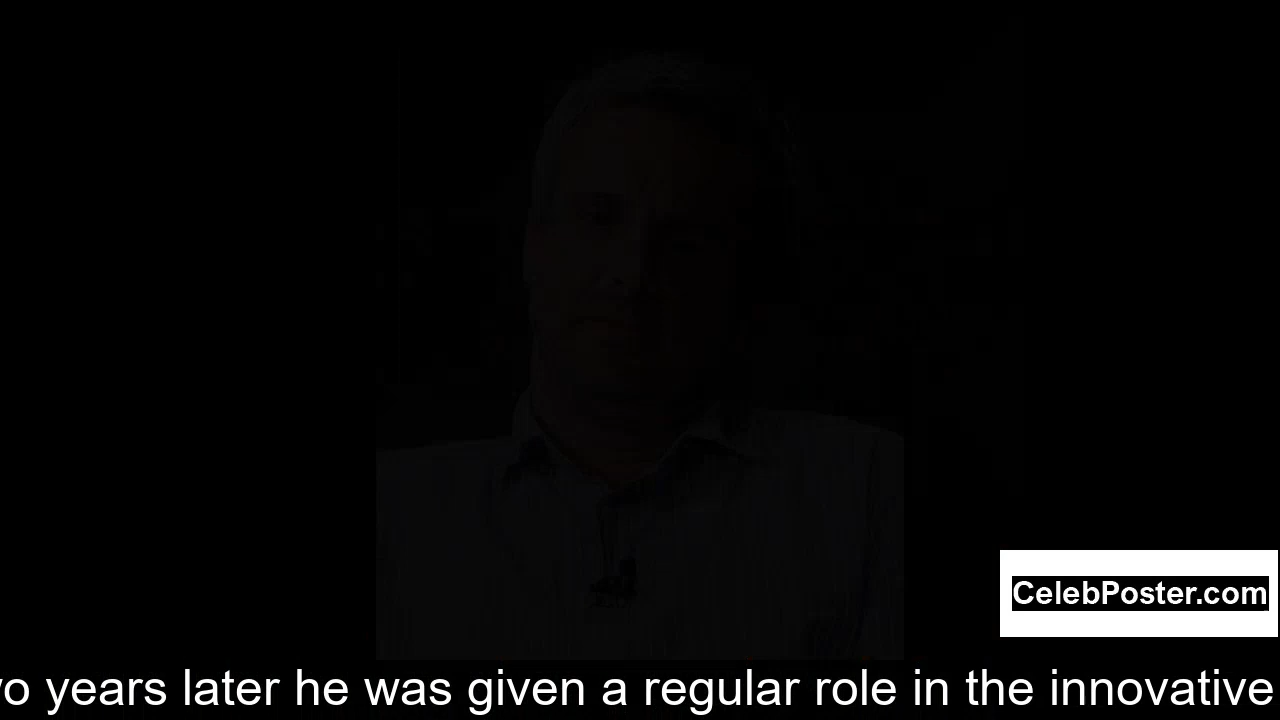 CelebPoster.com
years later he was given a regular role in the innovative